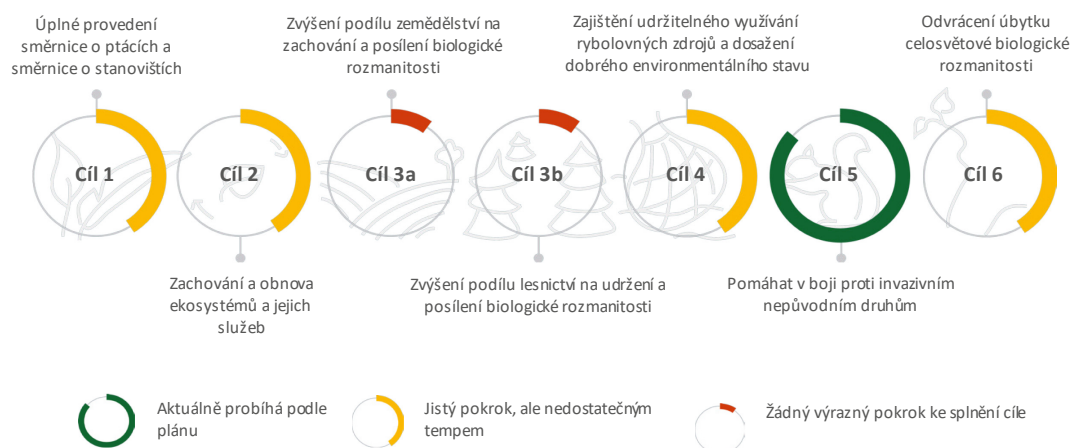 Úplné provedení
směrnice o ptácích a
směrnice o stanovištích
Zvýšení podílu zemědělství na
zachování a posílení biologické
rozmanitosti
Zajištění udržitelného využívání
rybolovných zdrojů a dosažení
dobrého environmentálního stavu
Odvrácení úbytku
celosvětové biologické
rozmanitosti
Cíl 1
Cíl 2
Cíl 3a
Cíl 3b
Cíl 4
Cíl 5
Cíl 6
Zachování a obnova
ekosystémů a jejich
služeb
Zvýšení podílu lesnictví na udržení a
posílení biologické rozmanitosti
Pomáhat v boji proti invazivním
nepůvodním druhům
Aktuálně probíhá podle
plánu
Jistý pokrok, ale nedostatečným
tempem
Žádný výrazný pokrok ke splnění cíle